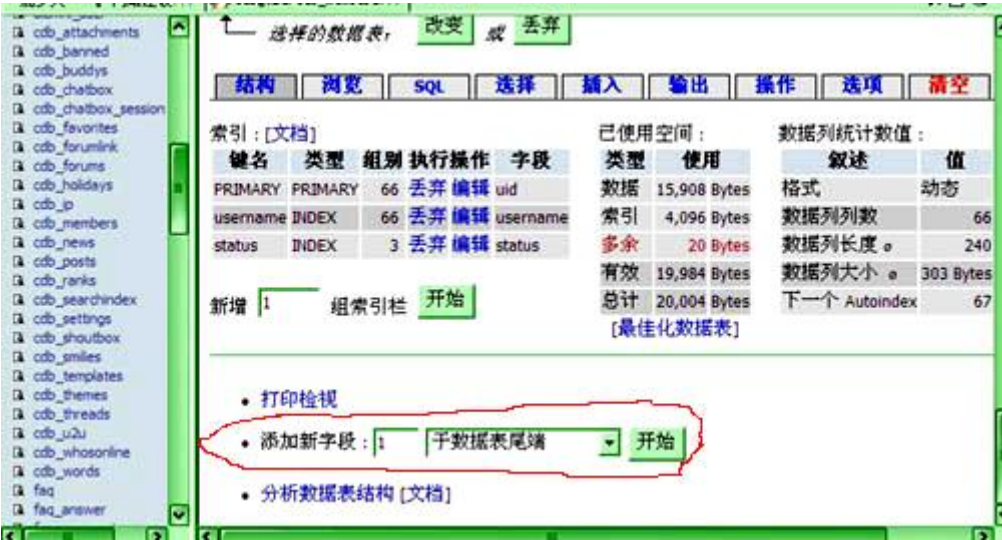 cdb_attachments
cdb_banned
cdb_buddys
cdb_chatbox
cdb_chatbox_session
cdb_favorites
cdb_forumlink
cdb_forums
cdb_holidays
cdb_ip
cdb_members
cdb_news
cdb_posts
cdb_ranks
cdb_searchindex
cdb_settings
cdb_shoutbox
cdb_smilies
cdb_templates
cdb_themes
cdb_threads
cdb_u2u
cdb_whosonline
cdb_words
faq
faq_answer
选择的数据表: 改变 或 丢弃
结构 浏览 SQL 选择 插入 输出 操作 选项 清空
索引 : [文档]
键名 类型 组别 执行操作 字段
PRIMARY PRIMARY 66 丢弃 编辑 uid
username INDEX 66 丢弃 编辑 username
status INDEX 3 丢弃 编辑 status
新增 1 组索引栏 开始
已使用空间 :
类型 使用
数据 15,908 Bytes
索引 4,096 Bytes
多余 20 Bytes
有效 19,984 Bytes
总计 20,004 Bytes
[最佳化数据表]
数据列统计数值 :
叙述 值
格式 动态
数据列列数 66
数据列长度 ø 240
数据列大小 ø 303 Bytes
下一个 Autoindex 67
打印检视
添加新字段 : 1 于数据表尾端 开始
分析数据表结构 [文档]